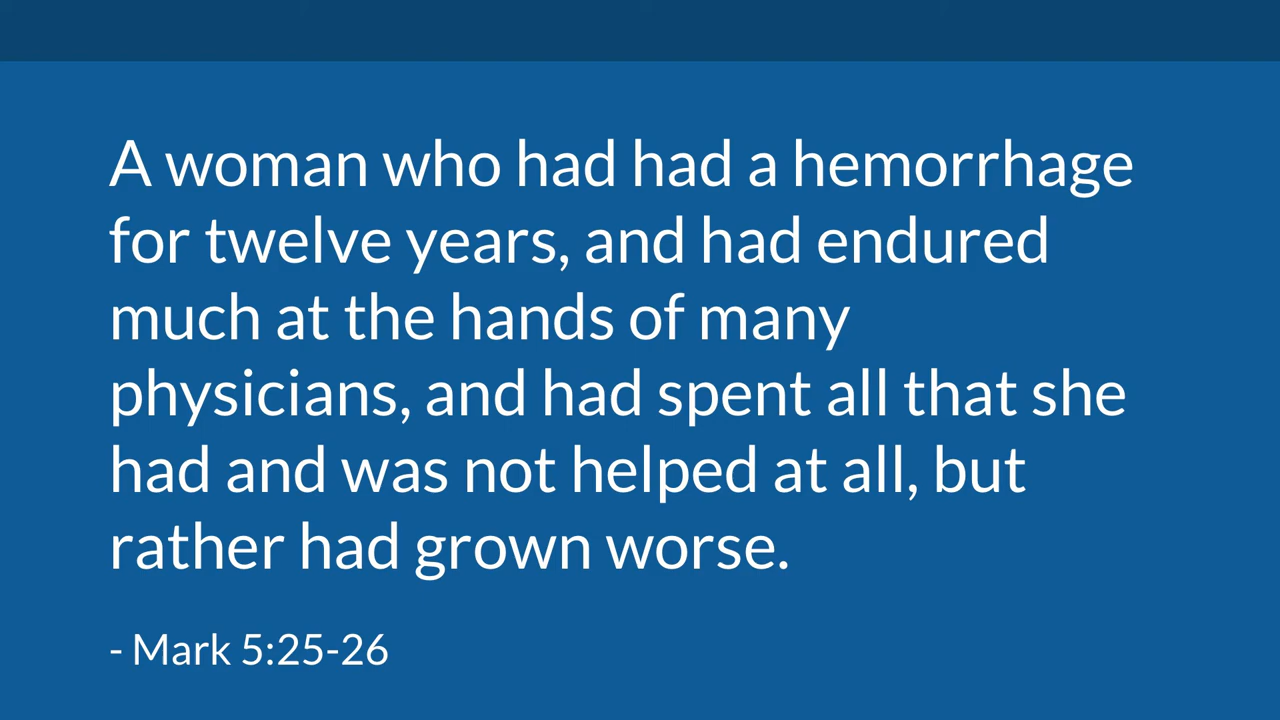 A woman who had had a hemorrhage
for twelve years, and had endured
much at the hands of many
physicians, and had spent all that she
had and was not helped at all, but
rather had grown worse.
- Mark 5:25-26